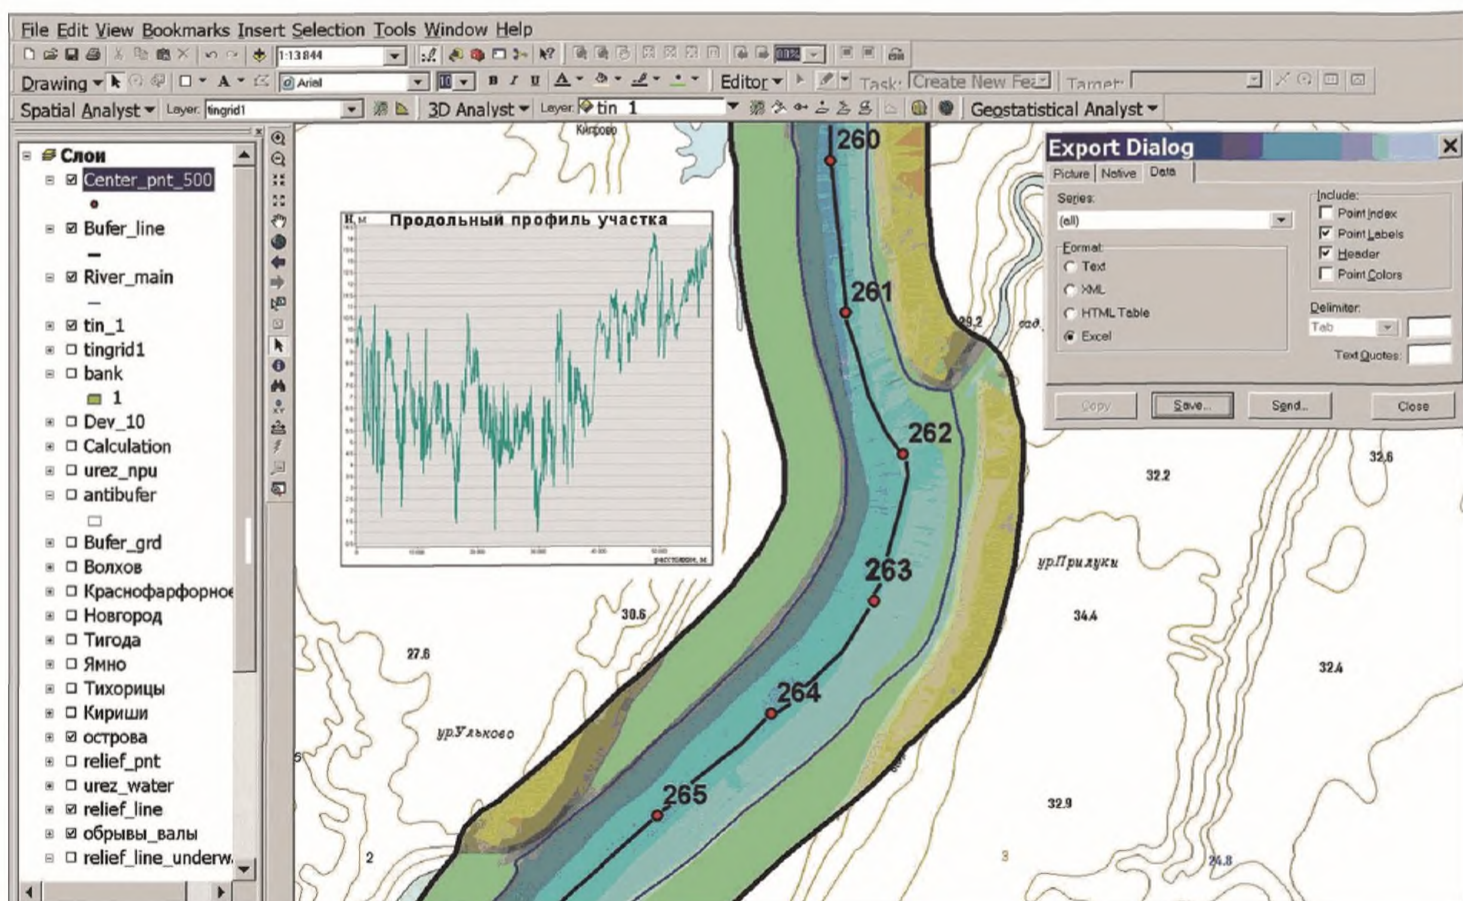 File Edit View Bookmarks Insert Selection Tools Window Help
1:13844
Drawing Arial 10 B I U A Editor Task: Create New Fea
Spatial Analyst Layer: tingrid1 3D Analyst Layer: tin_1 Geostatistical Analyst
Слои
Center_pnt_500
Bufer_line
River_main
tin_1
tingrid1
bank
1
Dev_10
Calculation
urez_npu
antibufer
Bufer_grd
Волхов
Краснофарфорное
Новгород
Тигода
Ямно
Тихорицы
Кириши
острова
relief_pnt
urez_water
relief_line
обрывы_валы
relief_line_underw
H, м Продольный профиль участка
расстояние, м
260
261
262
263
264
265
29,2
сад.
30.6
27.6
ур.Ульково
2
32.2
32.6
ур.Прилуки
34.4
32.4
32.9
3
24.8
Export Dialog
Picture Native Data
Series:
(all)
Format:
Text
XML
HTML Table
Excel
Include:
Point Index
Point Labels
Header
Point Colors
Delimiter:
Tab
Text Quotes:
Copy Save... Send... Close